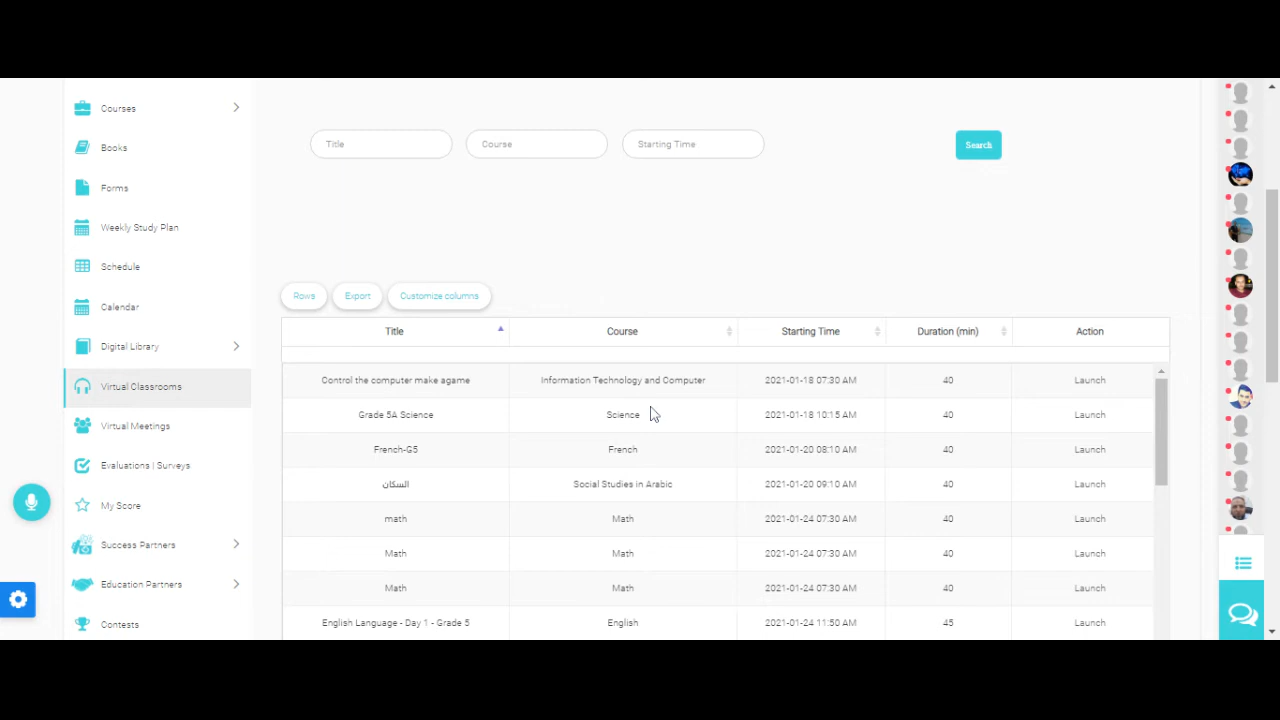 Courses
Books
Forms
Weekly Study Plan
Schedule
Calendar
Digital Library
Virtual Classrooms
Virtual Meetings
Evaluations | Surveys
My Score
Success Partners
Education Partners
Contests
Title Course Starting Time Search
Rows Export Customize columns
Title Course Starting Time Duration (min) Action
Control the computer make agame Information Technology and Computer 2021-01-18 07:30 AM 40 Launch
Grade 5A Science Science 2021-01-18 10:15 AM 40 Launch
French-G5 French 2021-01-20 08:10 AM 40 Launch
السكان Social Studies in Arabic 2021-01-20 09:10 AM 40 Launch
math Math 2021-01-24 07:30 AM 40 Launch
Math Math 2021-01-24 07:30 AM 40 Launch
Math Math 2021-01-24 07:30 AM 40 Launch
English Language - Day 1 - Grade 5 English 2021-01-24 11:50 AM 45 Launch